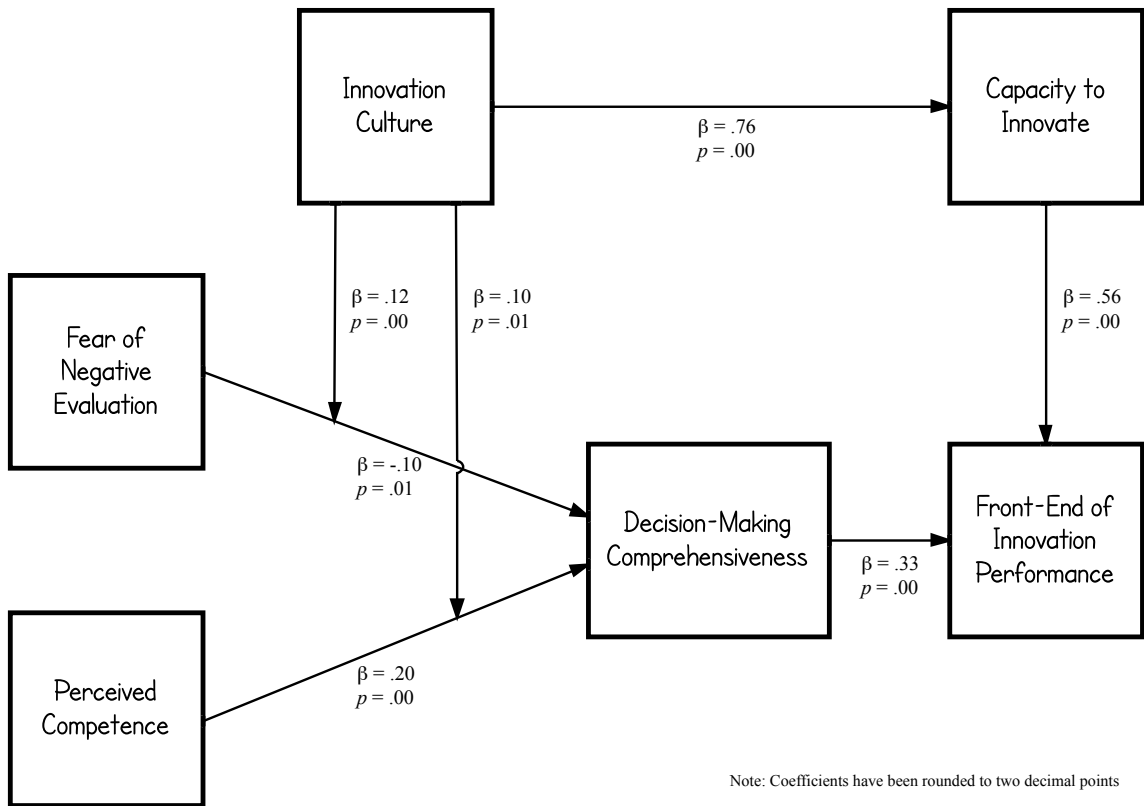 Innovation
Culture
Capacity to
Innovate
β = .76
p = .00
β = .12
p = .00
β = .10
p = .01
β = .56
p = .00
Fear of
Negative
Evaluation
β = -.10
p = .01
Decision-Making
Comprehensiveness
Front-End of
Innovation
Performance
β = .33
p = .00
Perceived
Competence
β = .20
p = .00
Note: Coefficients have been rounded to two decimal points